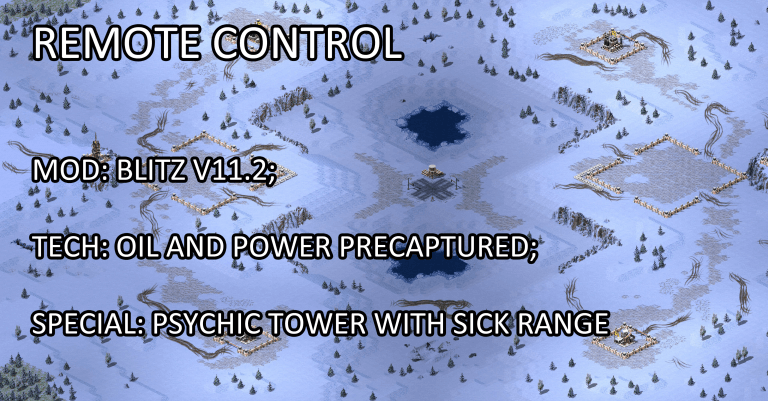 REMOTE CONTROL
MOD: BLITZ V11.2;
TECH: OIL AND POWER PRECAPTURED;
SPECIAL: PSYCHIC TOWER WITH SICK RANGE